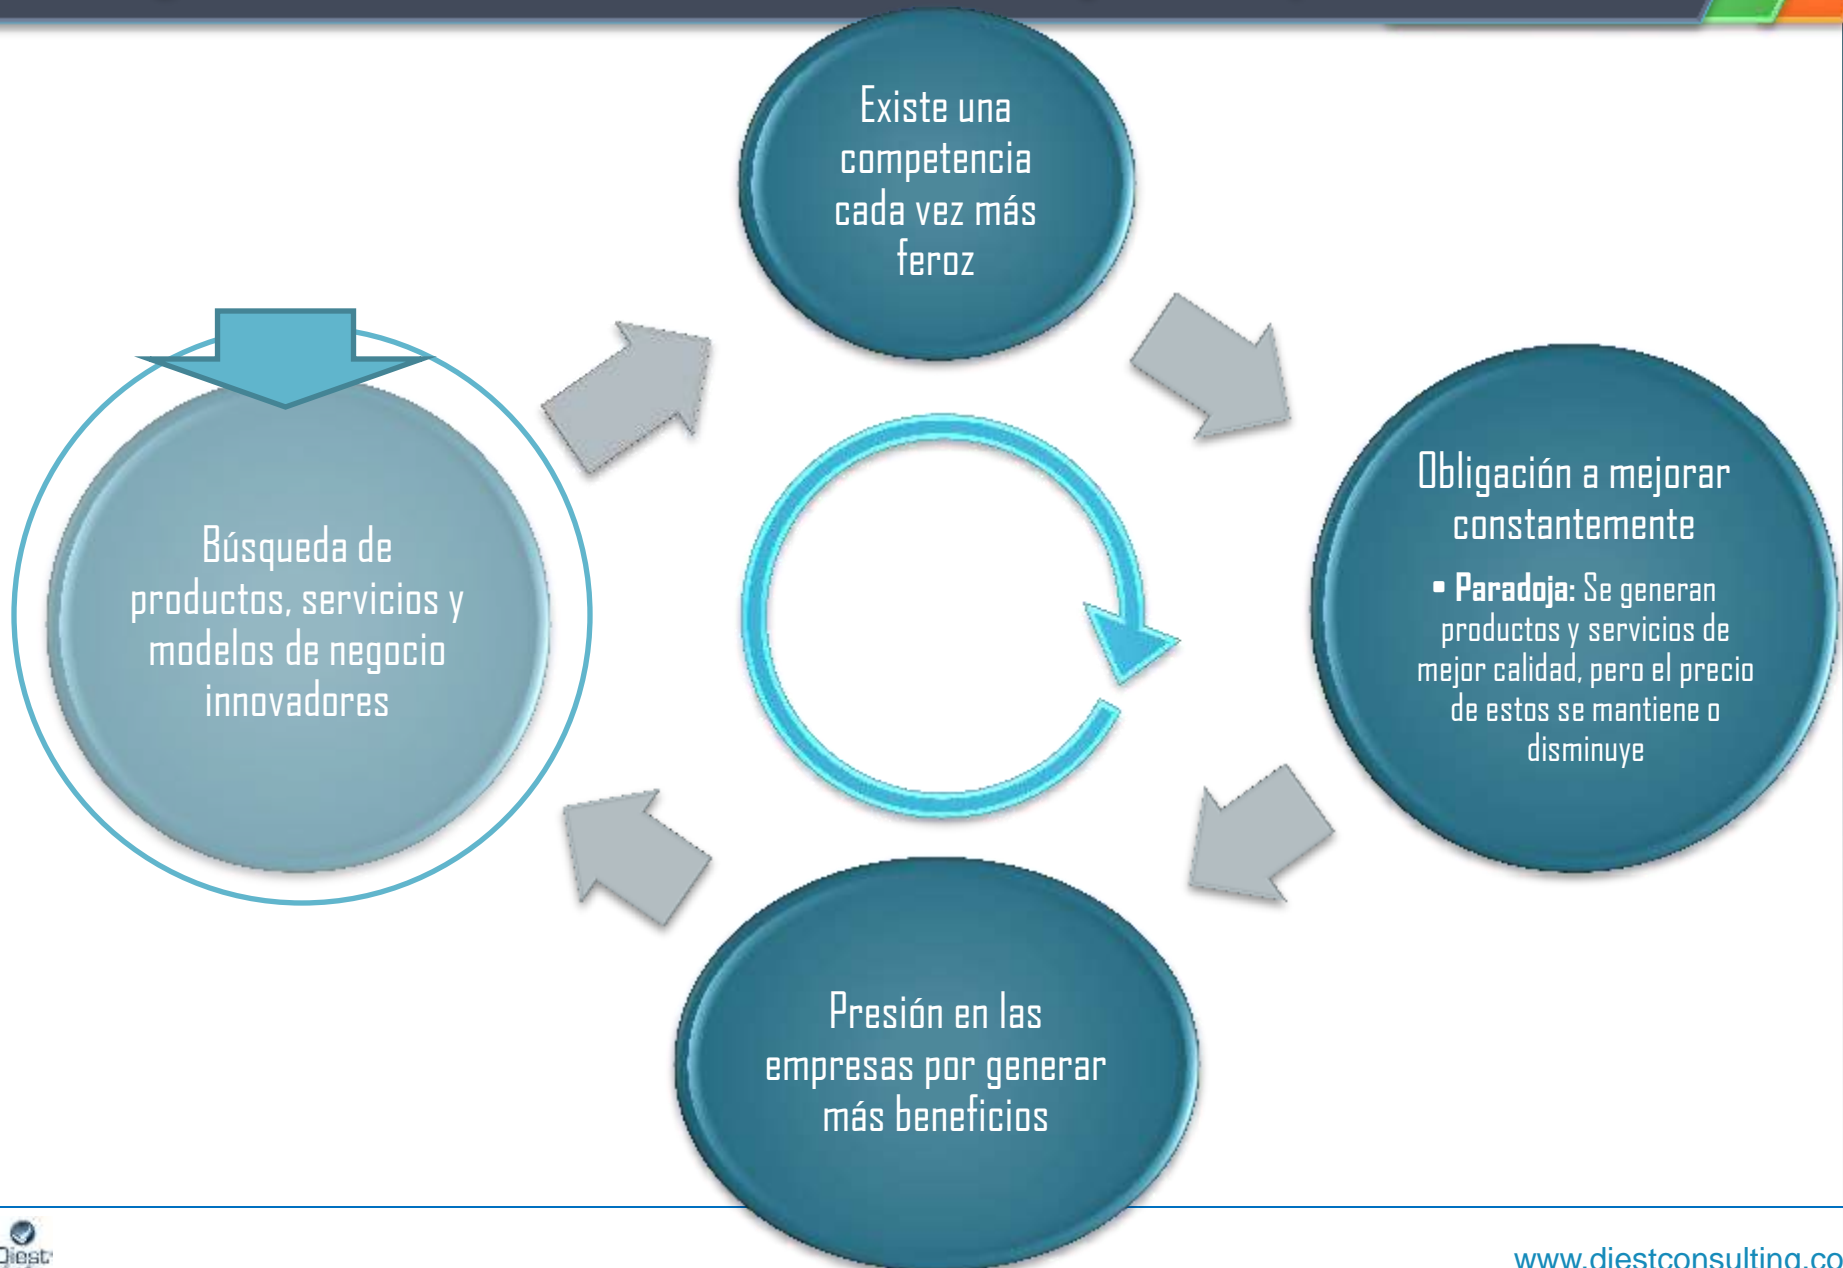 Existe una
competencia
cada vez más
feroz
Obligación a mejorar
constantemente
▪ Paradoja: Se generan
productos y servicios de
mejor calidad, pero el precio
de estos se mantiene o
disminuye
Presión en las
empresas por generar
más beneficios
Búsqueda de
productos, servicios y
modelos de negocio
innovadores
Diest
www.diestconsulting.co